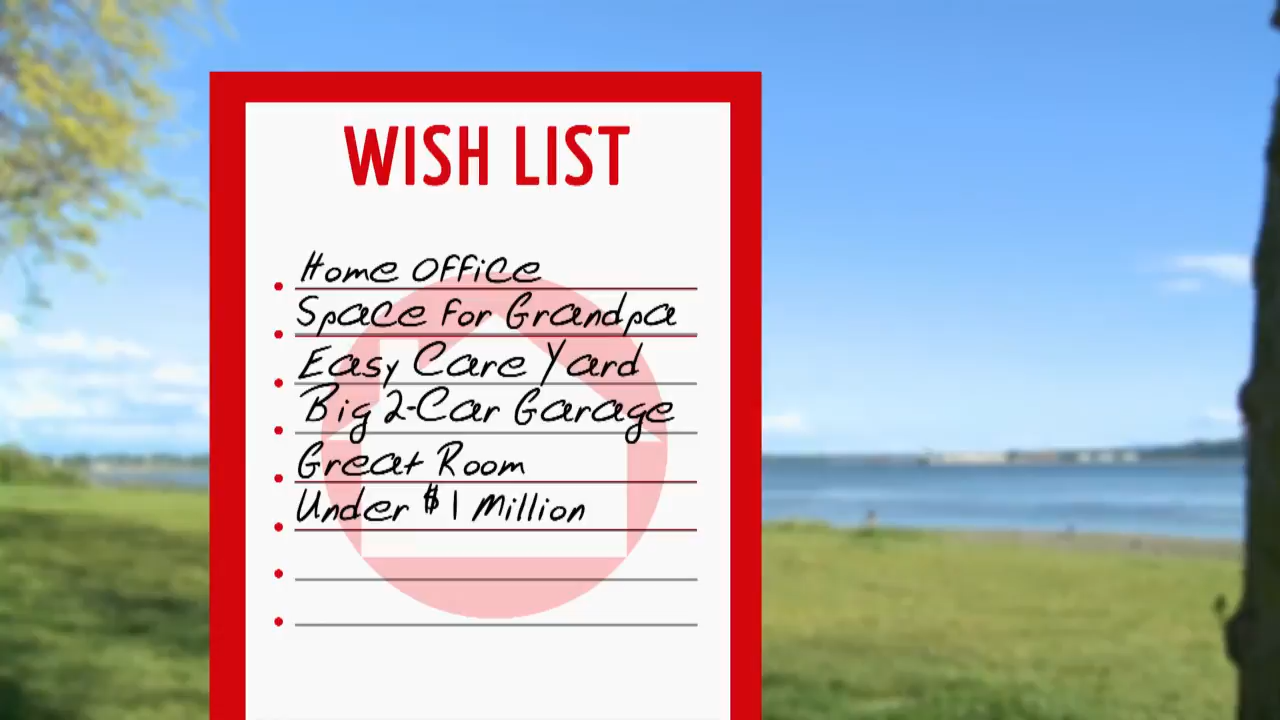 WISH LIST
Home Office
Space for Grandpa
Easy Care Yard
Big 2-Car Garage
Great Room
Under $1 Million